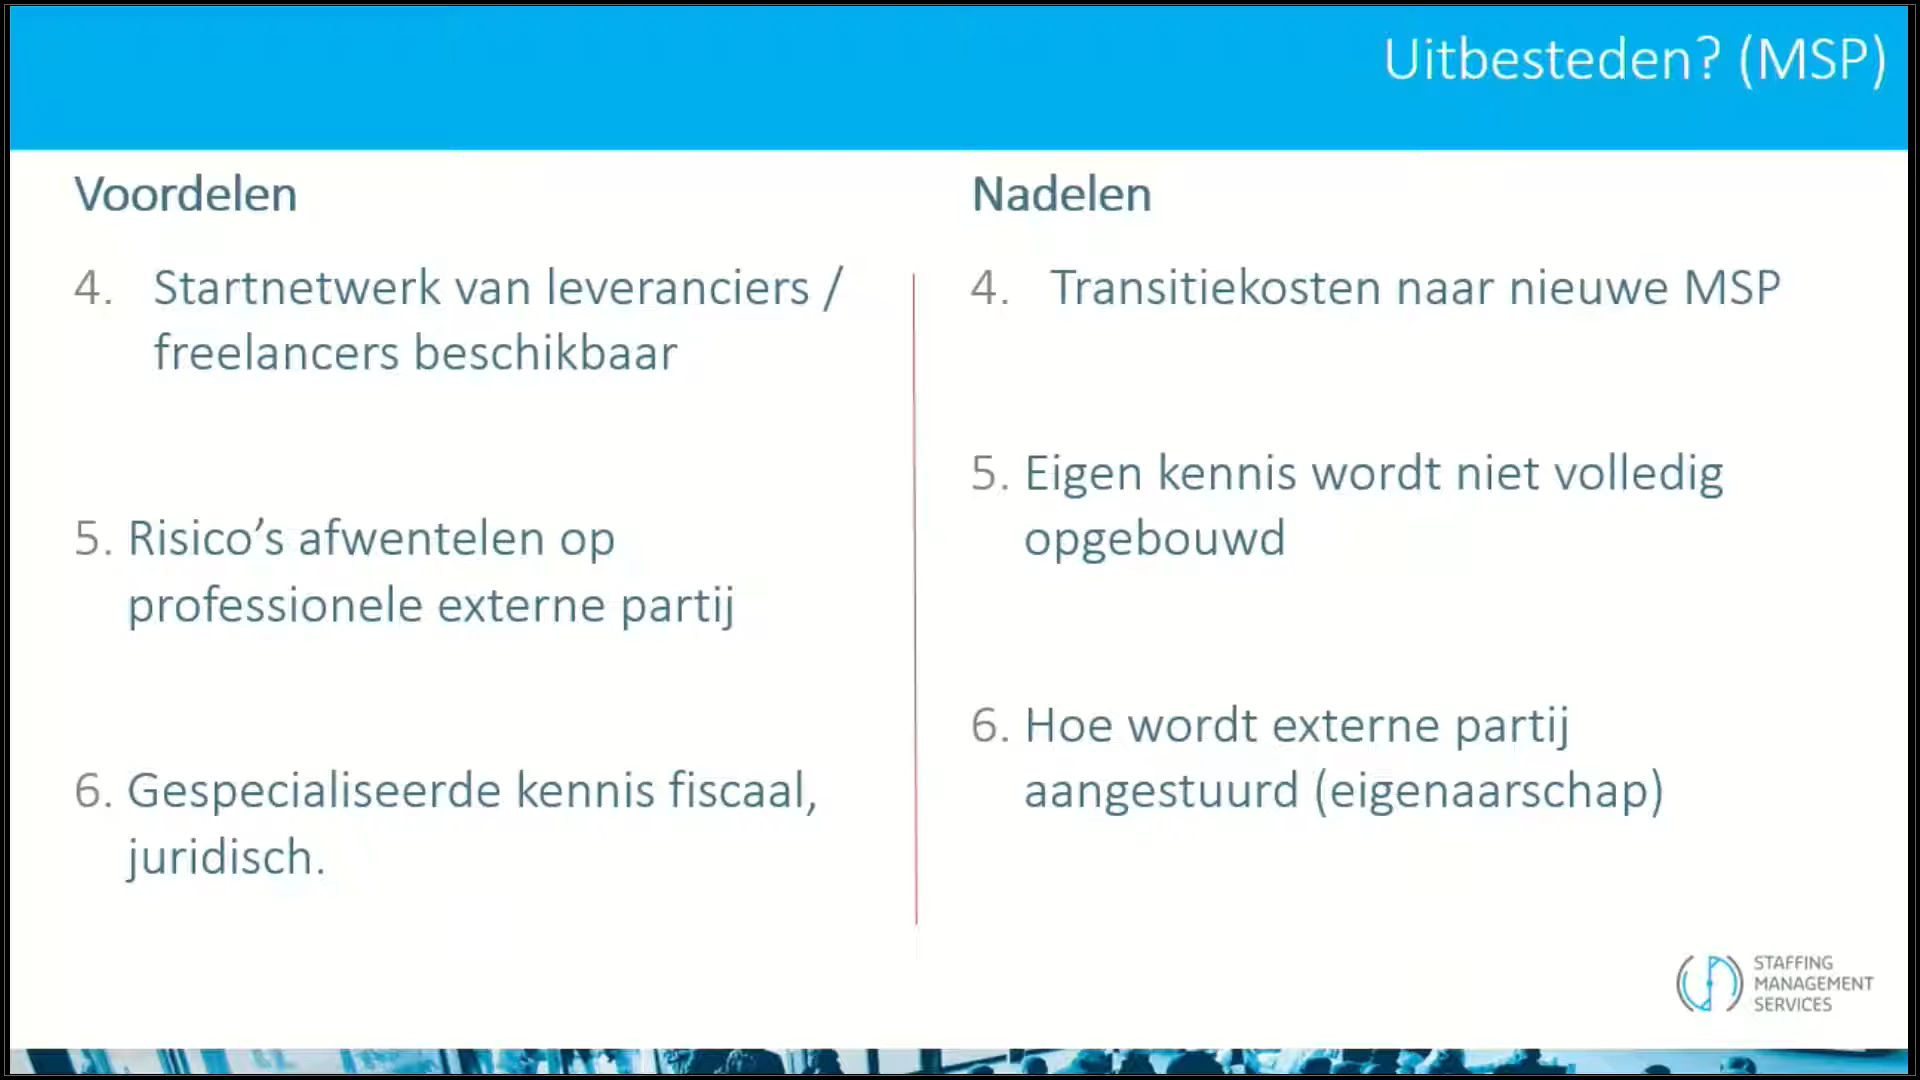 Uitbesteden? (MSP)
Voordelen
4. Startnetwerk van leveranciers /
freelancers beschikbaar
5. Risico’s afwentelen op
professionele externe partij
6. Gespecialiseerde kennis fiscaal,
juridisch.
Nadelen
4. Transitiekosten naar nieuwe MSP
5. Eigen kennis wordt niet volledig
opgebouwd
6. Hoe wordt externe partij
aangestuurd (eigenaarschap)
STAFFING
MANAGEMENT
SERVICES